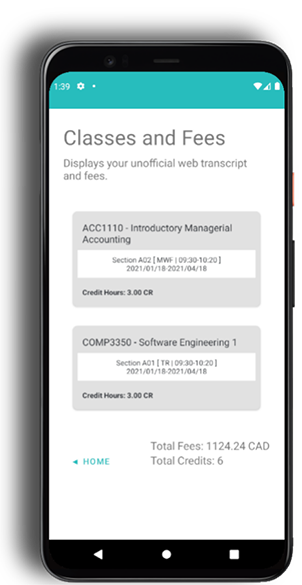 1:39
Classes and Fees
Displays your unofficial web transcript
and fees.
ACC1110 - Introductory Managerial
Accounting
Section A02 [ MWF | 09:30-10:20 ]
2021/01/18-2021/04/18
Credit Hours: 3.00 CR
COMP3350 - Software Engineering 1
Section A01 [ TR | 09:30-10:20 ]
2021/01/18-2021/04/18
Credit Hours: 3.00 CR
Total Fees: 1124.24 CAD
◄ HOME Total Credits: 6